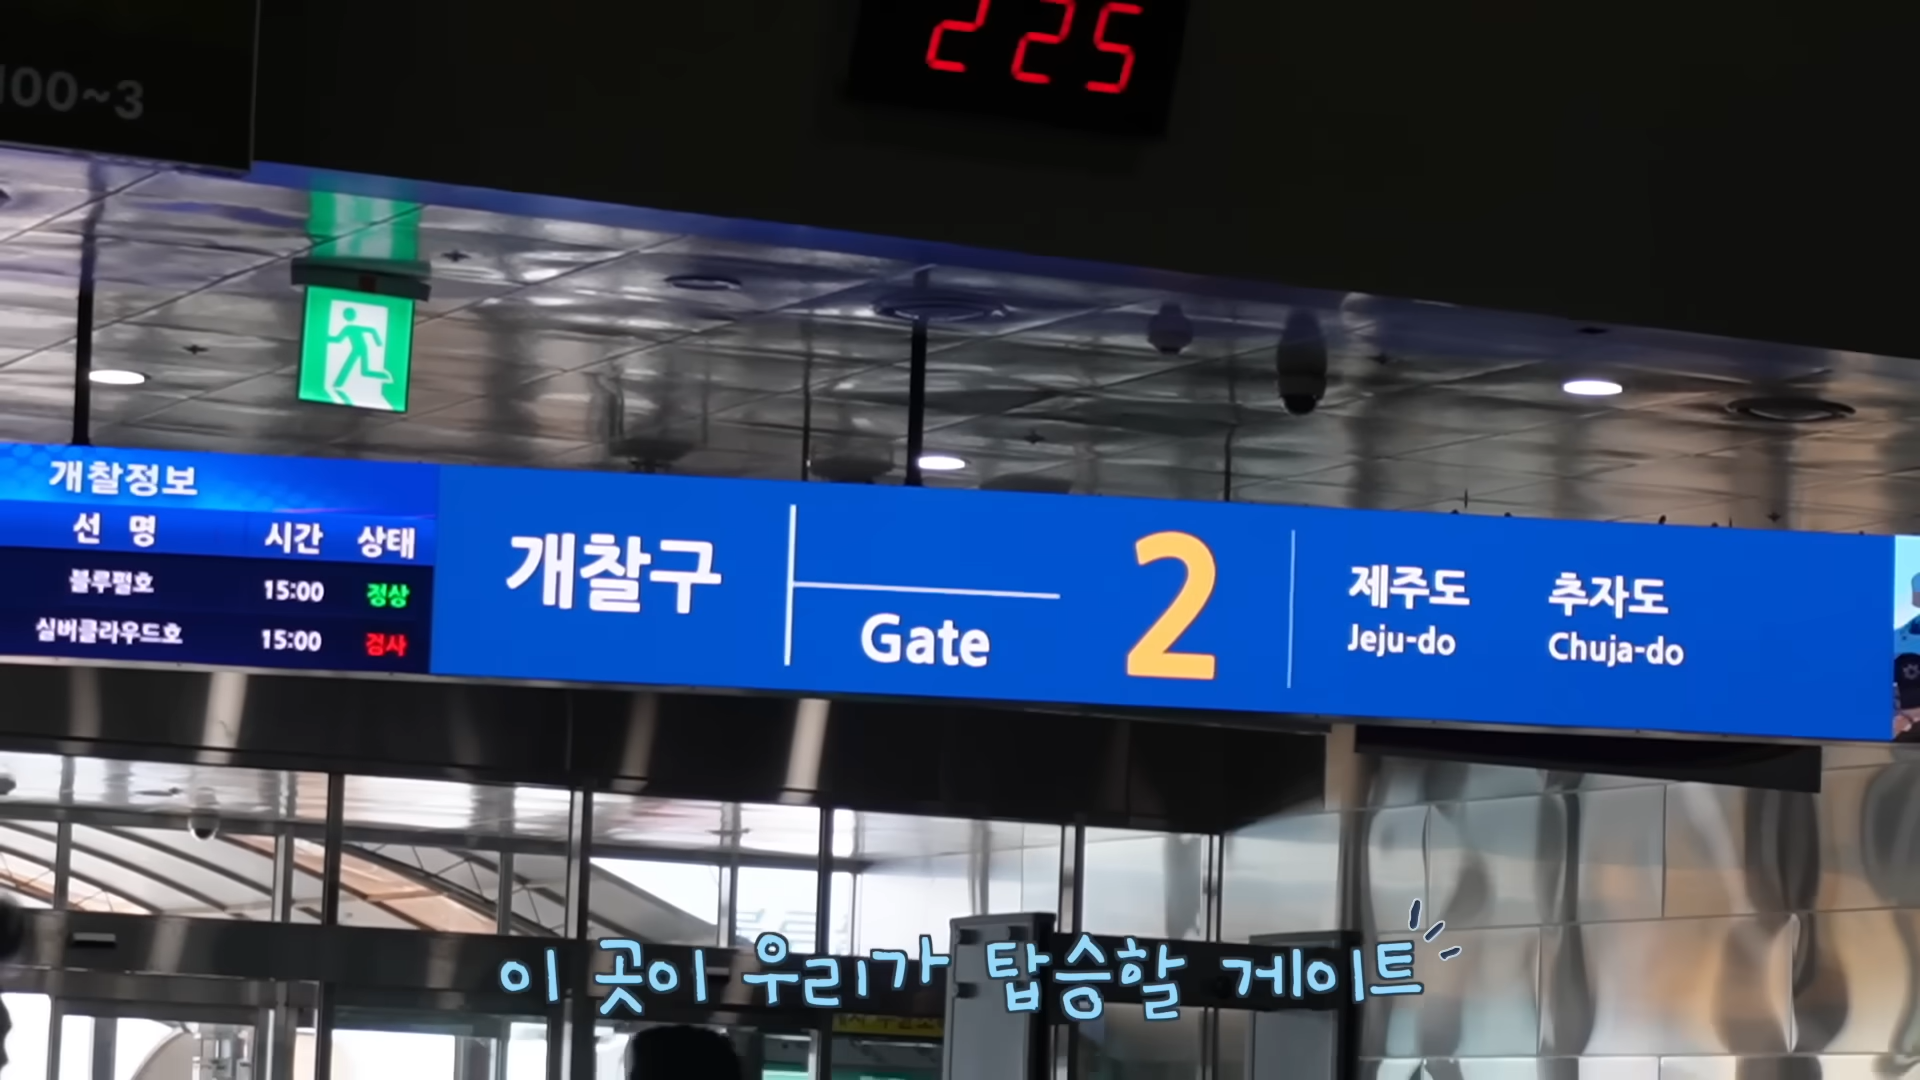 225
100~3
개찰정보
선 명 시간 상태
블루펄호 15:00 정상
실버클라우드호 15:00 검사
개찰구
Gate
2
제주도 추자도
Jeju-do Chuja-do
이 곳이 우리가 탑승할 게이트